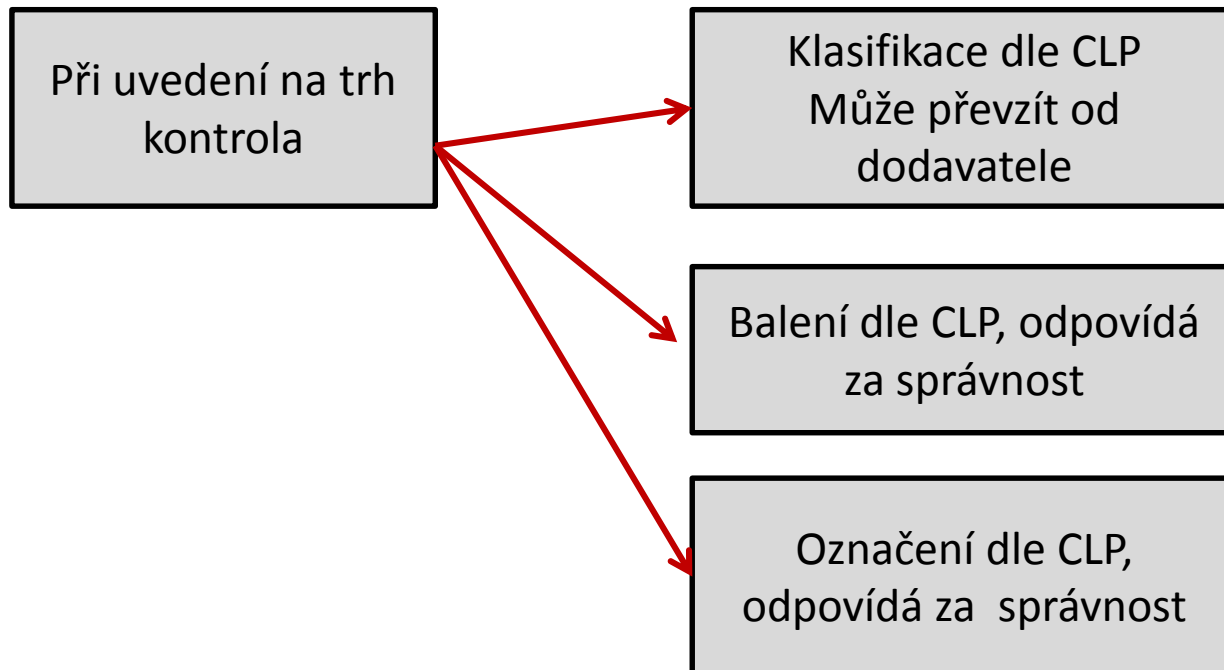 Při uvedení na trh
kontrola
Klasifikace dle CLP
Může převzít od
dodavatele
Balení dle CLP, odpovídá
za správnost
Označení dle CLP,
odpovídá za  správnost